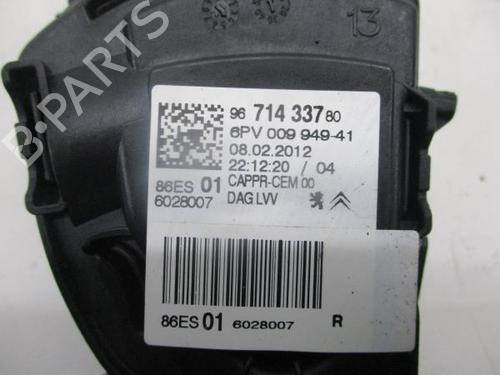 13
96 714 337 80
6PV 009 949-41
08.02.2012
22:12:20 / 04
86ES 01 CAPPR-CEM 00
6028007 DAG LVV
86ES 01 6028007 R
B-PARTS